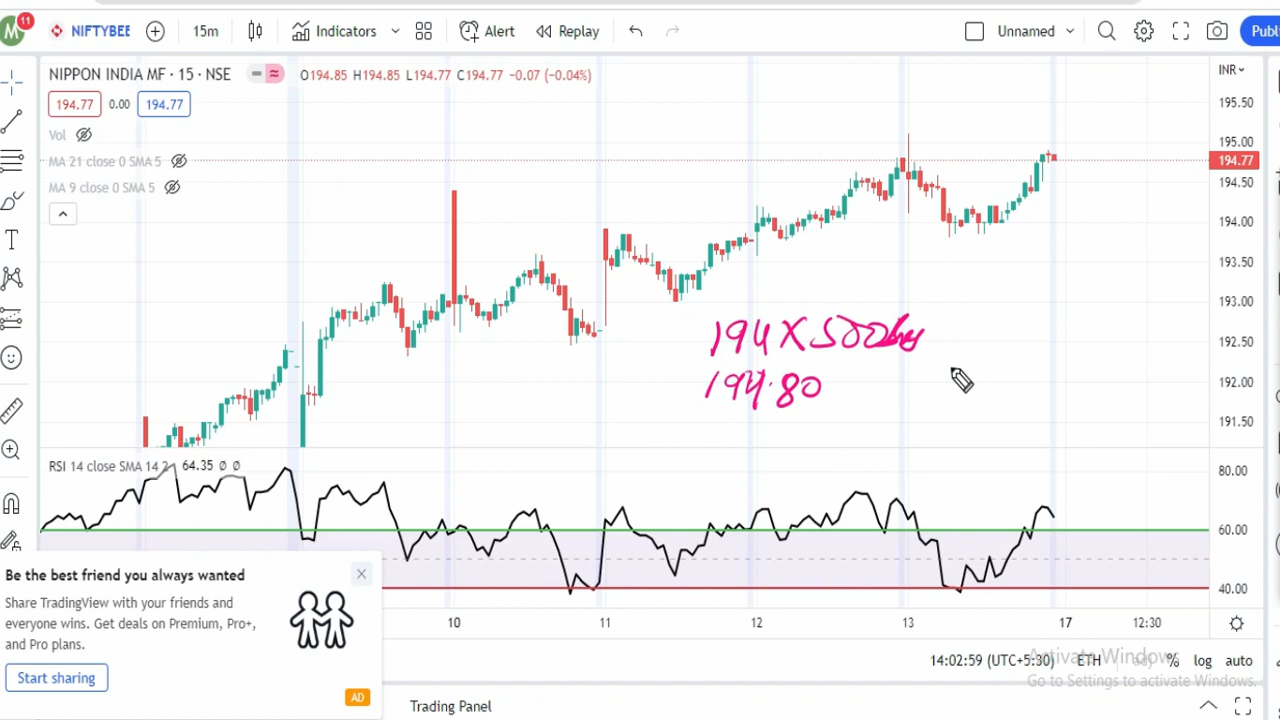 M 11 NIFTYBEE 15m Indicators Alert Replay Unnamed Publ
NIPPON INDIA MF · 15 · NSE O194.85 H194.85 L194.77 C194.77 -0.07 (-0.04%) INR
194.77 0.00 194.77
Vol
MA 21 close 0 SMA 5
MA 9 close 0 SMA 5
195.50
195.00
194.77
194.50
194.00
193.50
193.00
192.50
192.00
191.50
194 X 500
194.80
RSI 14 close SMA 14 2 64.35 ∅ ∅
80.00
60.00
40.00
10 11 12 13 17 12:30
Be the best friend you always wanted
Share TradingView with your friends and
everyone wins. Get deals on Premium, Pro+,
and Pro plans.
Start sharing
AD
14:02:59 (UTC+5:30) ETH adj % log auto
Activate Windows
Go to Settings to activate Windows.
Trading Panel